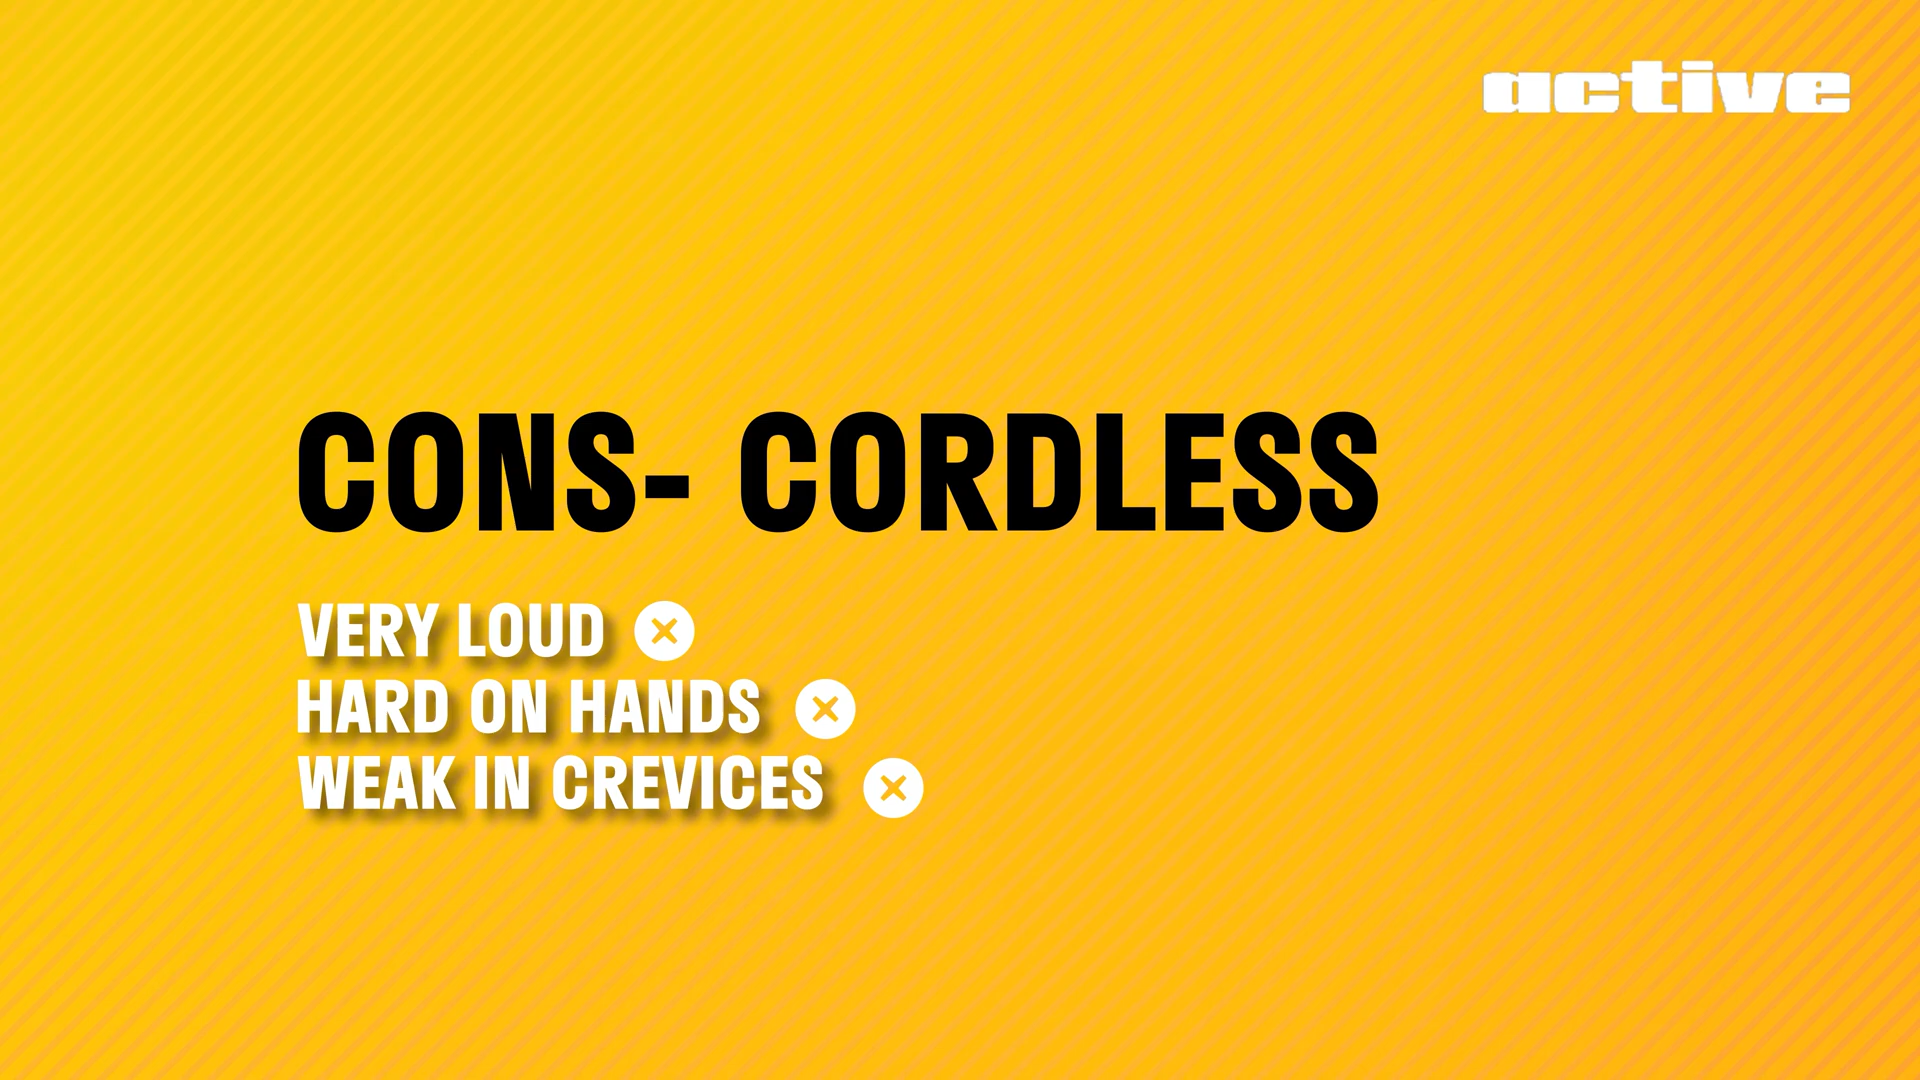 active
CONS- CORDLESS
VERY LOUD
HARD ON HANDS
WEAK IN CREVICES